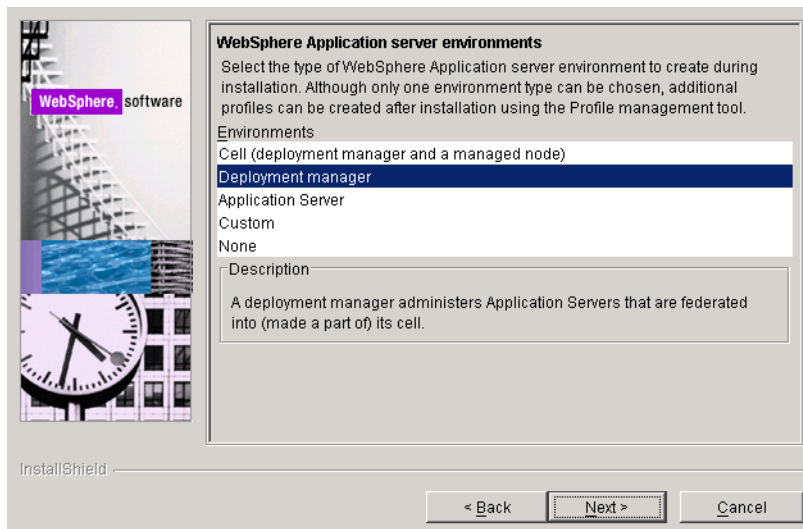 WebSphere. software
WebSphere Application server environments
Select the type of WebSphere Application server environment to create during
installation. Although only one environment type can be chosen, additional
profiles can be created after installation using the Profile management tool.
Environments
Cell (deployment manager and a managed node)
Deployment manager
Application Server
Custom
None
Description
A deployment manager administers Application Servers that are federated
into (made a part of) its cell.
InstallShield
< Back
Next >
Cancel